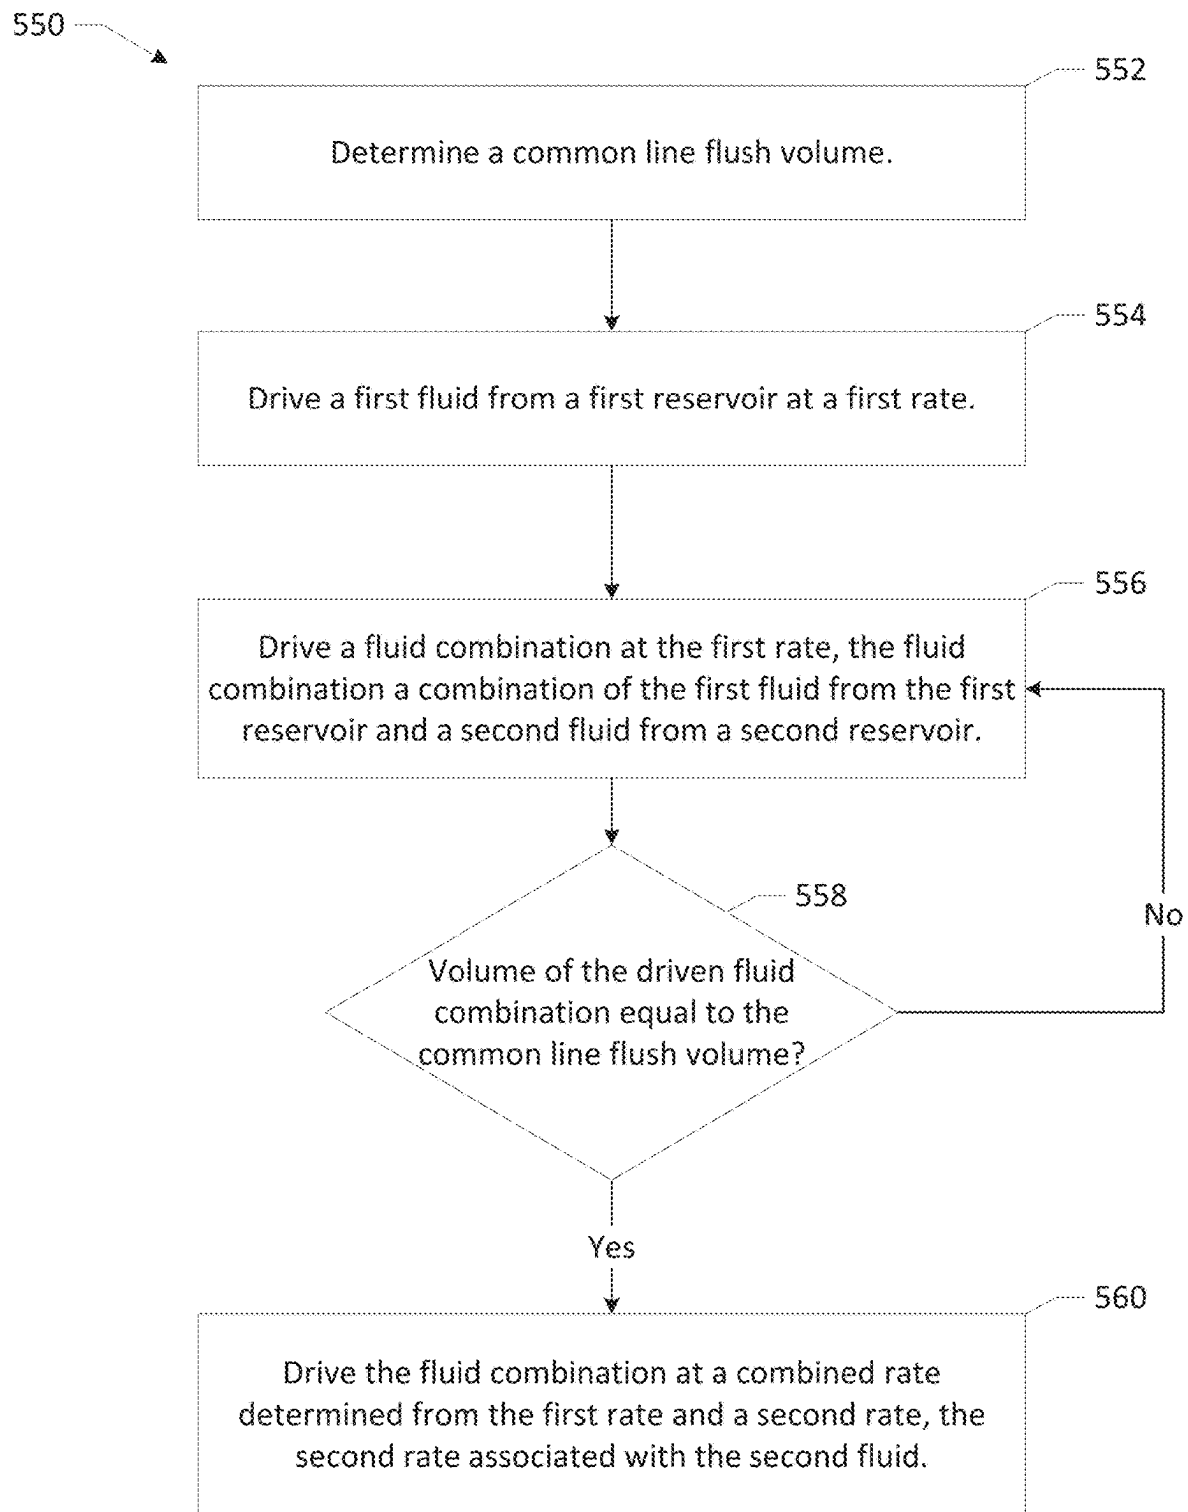 550
552
Determine a common line flush volume.
554
Drive a first fluid from a first reservoir at a first rate.
556
Drive a fluid combination at the first rate, the fluid
combination a combination of the first fluid from the first
reservoir and a second fluid from a second reservoir.
558
Volume of the driven fluid
combination equal to the
common line flush volume?
No
Yes
560
Drive the fluid combination at a combined rate
determined from the first rate and a second rate, the
second rate associated with the second fluid.